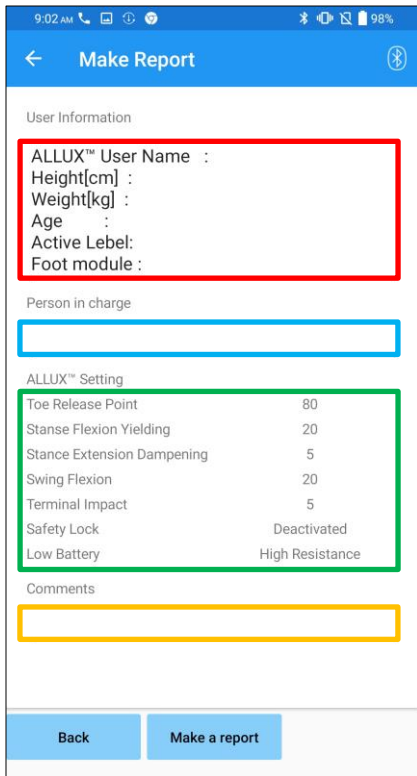 9:02 AM 98%
Make Report
User Information
ALLUX™ User Name :
Height[cm] :
Weight[kg] :
Age :
Active Lebel:
Foot module :
Person in charge
ALLUX™ Setting
Toe Release Point 80
Stanse Flexion Yielding 20
Stance Extension Dampening 5
Swing Flexion 20
Terminal Impact 5
Safety Lock Deactivated
Low Battery High Resistance
Comments
Back Make a report